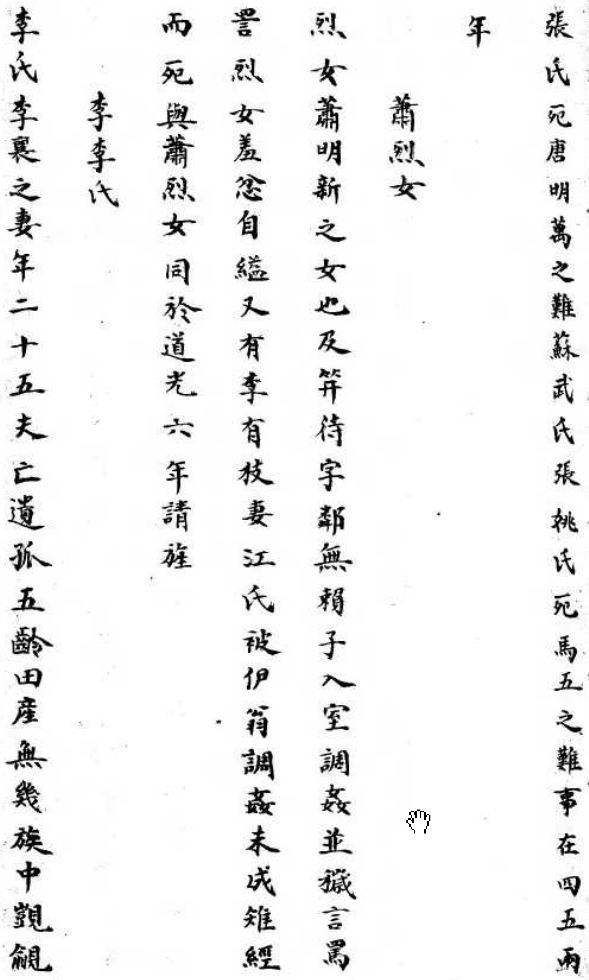 張氏死唐明萬之難蘇武氏張姚氏死馬五之難事在四五兩
年
蕭烈女
烈女蕭明新之女也及笄待字鄰無賴子入室調姦並穢言罵
詈烈女羞忿自縊又有李有枝妻江氏被伊翁調姦未成雉經
而死與蕭烈女同於道光六年請旌
李李氏
李氏李襄之妻年二十五夫亡遺孤五齡田産無幾族中覬覦